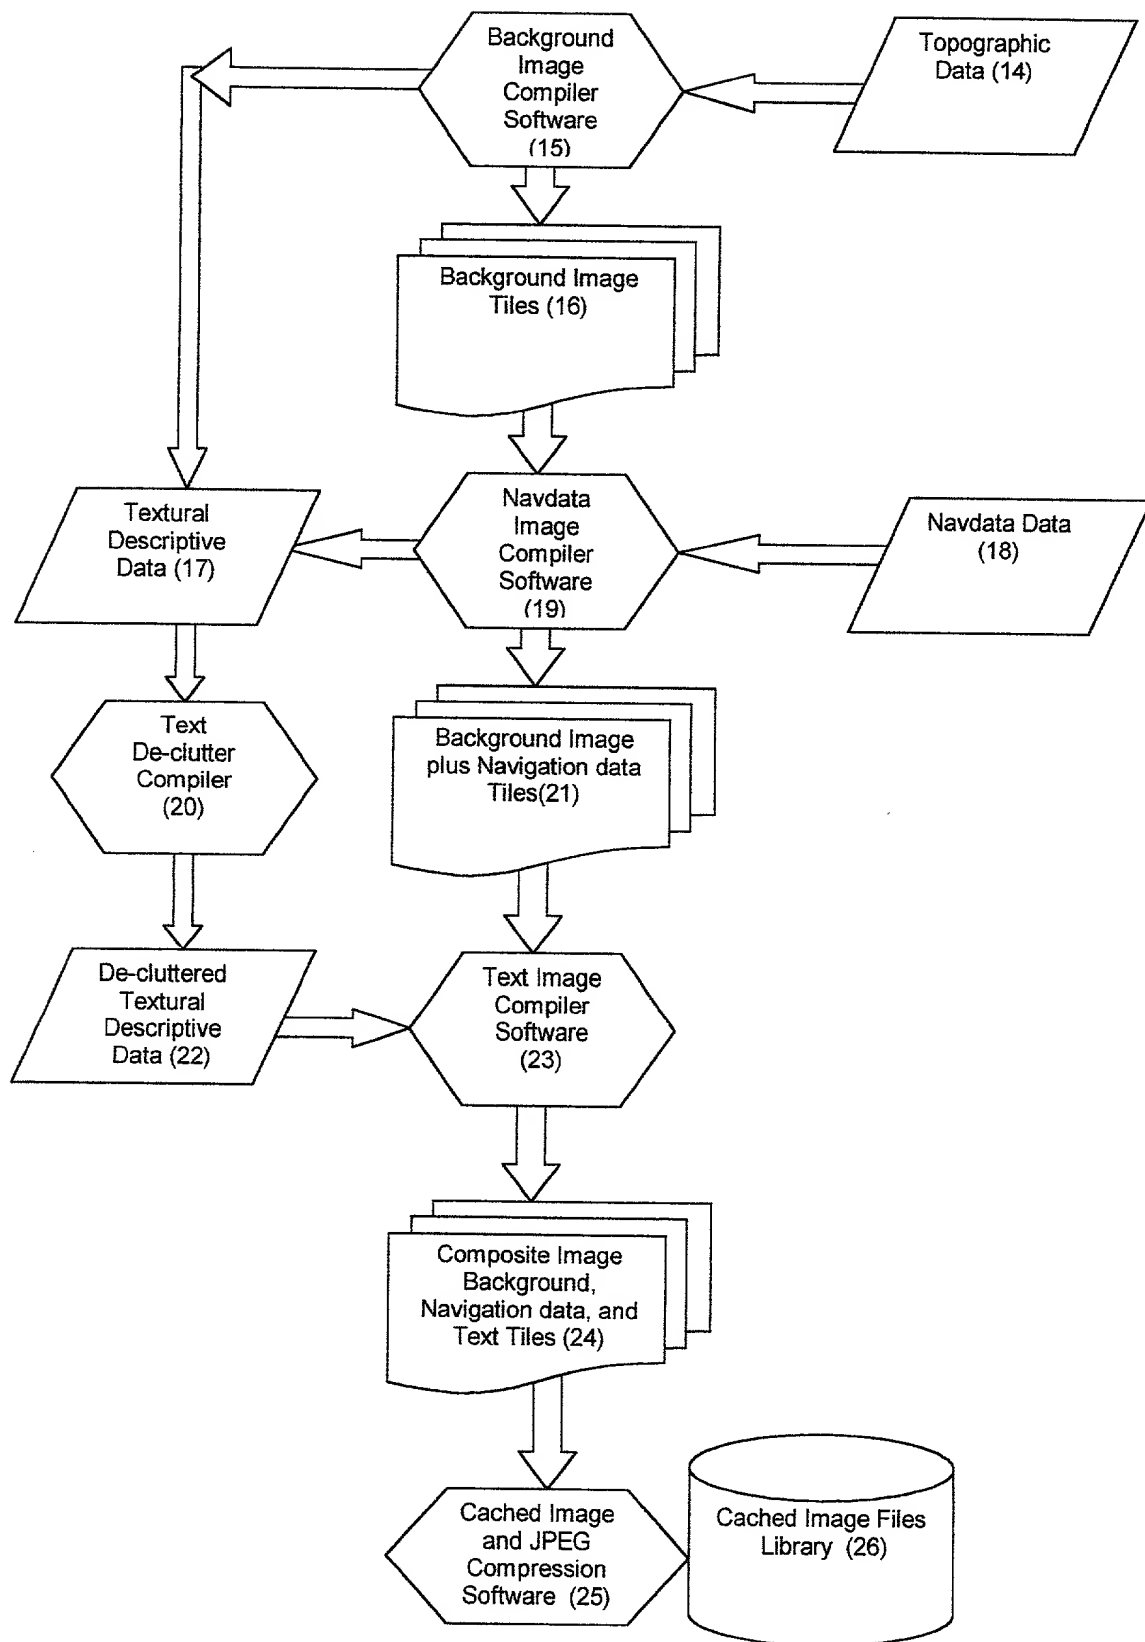 Background
Image
Compiler
Software
(15)
Topographic
Data (14)
Background Image
Tiles (16)
Textural
Descriptive
Data (17)
Navdata
Image
Compiler
Software
(19)
Navdata Data
(18)
Text
De-clutter
Compiler
(20)
Background Image
plus Navigation data
Tiles(21)
De-cluttered
Textural
Descriptive
Data (22)
Text Image
Compiler
Software
(23)
Composite Image
Background,
Navigation data, and
Text Tiles (24)
Cached Image
and JPEG
Compression
Software (25)
Cached Image Files
Library (26)